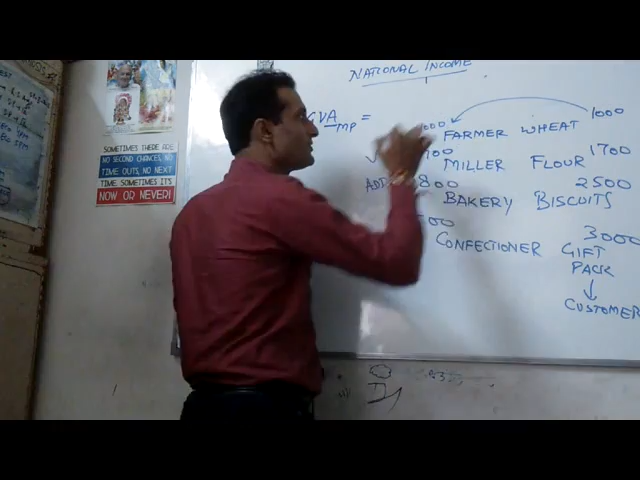 NATIONAL INCOME
GVA MP =
1000 FARMER WHEAT 1000
700 MILLER FLOUR 1700
ADD 800 BAKERY BISCUITS 2500
500 CONFECTIONER GIFT PACK 3000
CUSTOMER
SOMETIMES THERE ARE
NO SECOND CHANCES, NO
TIME OUTS, NO NEXT
TIME SOMETIMES IT'S
NOW OR NEVER!